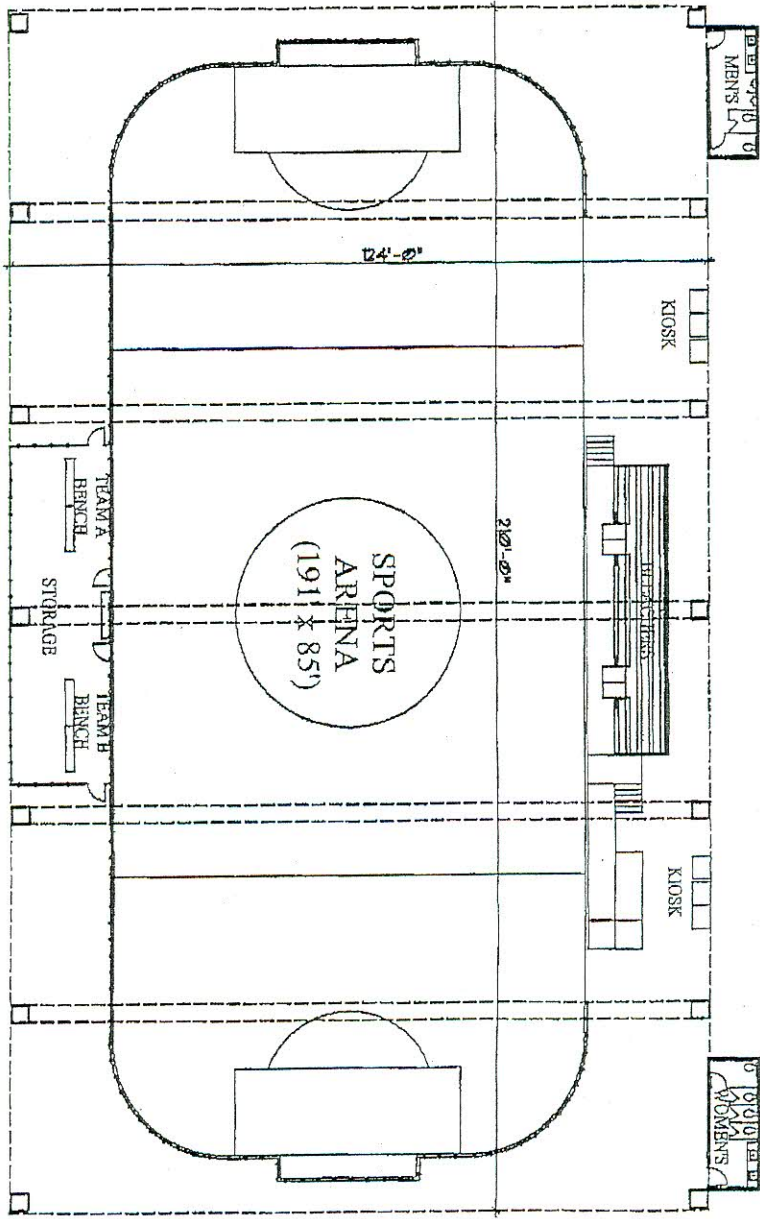 MEN'S
124'-0"
KIOSK
TEAM A
BENCH
STORAGE
TEAM B
BENCH
SPORTS
ARENA
(191' x 85')
210'-0"
BLEACHERS
KIOSK
WOMEN'S